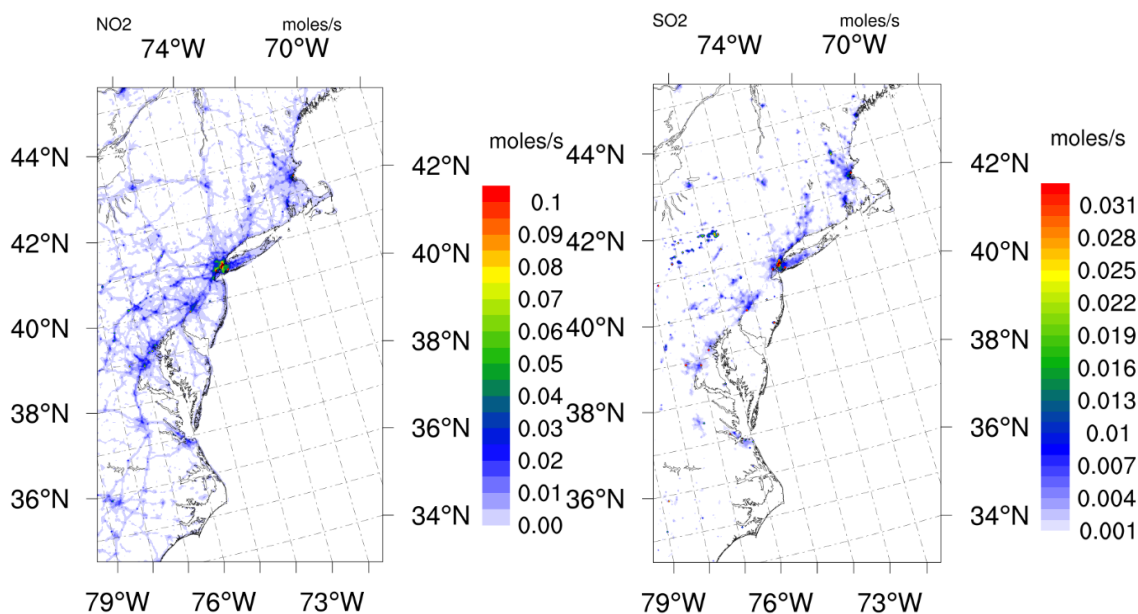 NO2 moles/s
74°W 70°W
44°N
42°N
40°N
38°N
36°N
42°N
40°N
38°N
36°N
34°N
79°W 76°W 73°W
moles/s
0.1
0.09
0.08
0.07
0.06
0.05
0.04
0.03
0.02
0.01
0.00
SO2 moles/s
74°W 70°W
44°N
42°N
40°N
38°N
36°N
42°N
40°N
38°N
36°N
34°N
79°W 76°W 73°W
moles/s
0.031
0.028
0.025
0.022
0.019
0.016
0.013
0.01
0.007
0.004
0.001